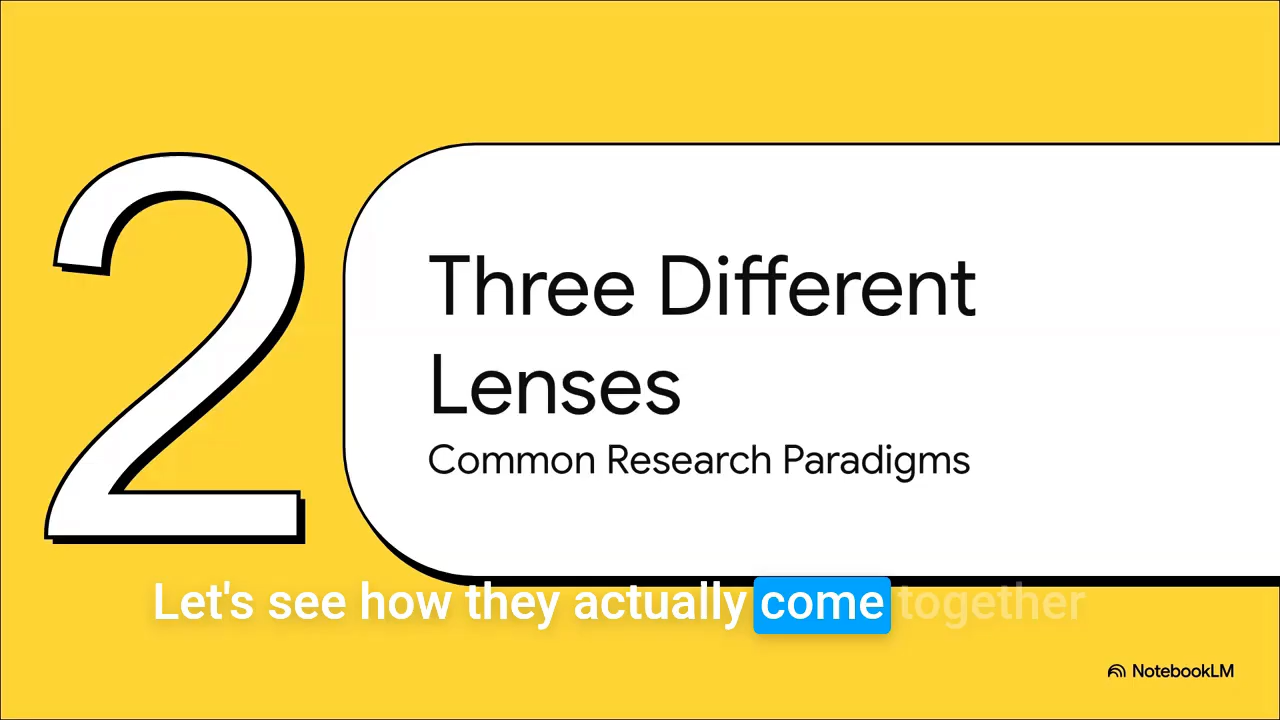 2
Three Different
Lenses
Common Research Paradigms
Let's see how they actually come together
NotebookLM